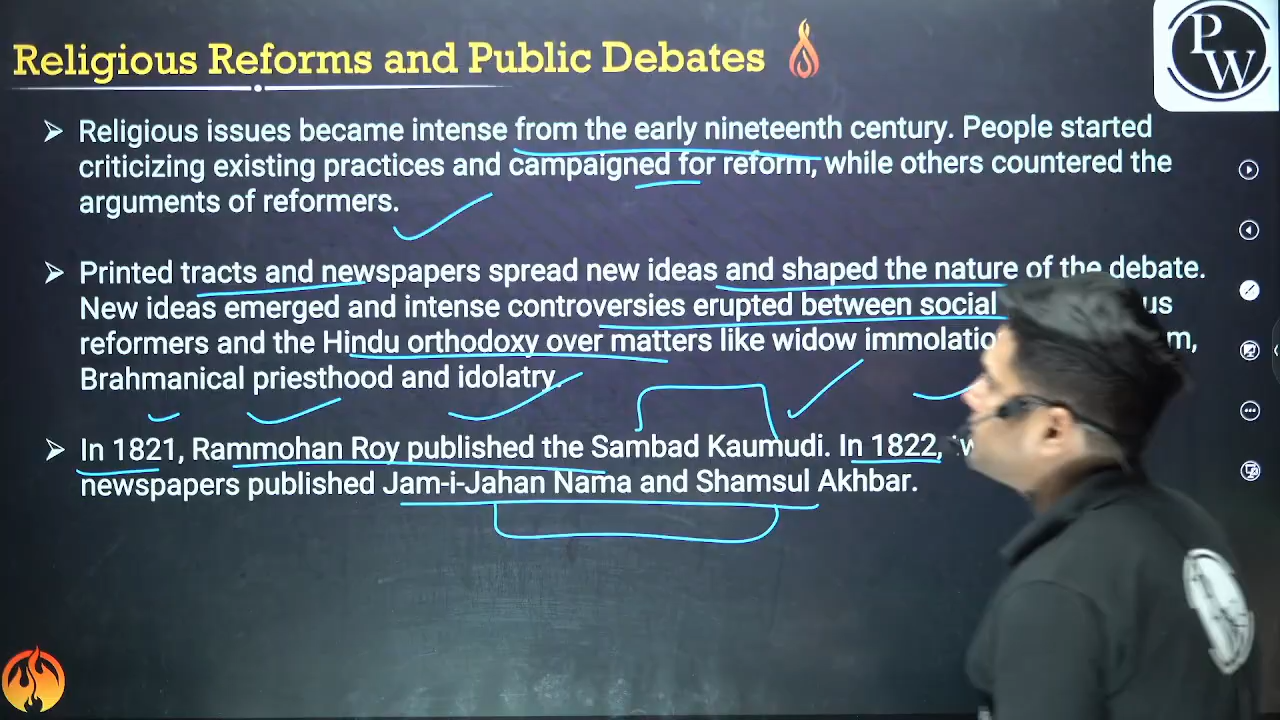 Religious Reforms and Public Debates
PW
Religious issues became intense from the early nineteenth century. People started
criticizing existing practices and campaigned for reform, while others countered the
arguments of reformers.
Printed tracts and newspapers spread new ideas and shaped the nature of the debate.
New ideas emerged and intense controversies erupted between social
reformers and the Hindu orthodoxy over matters like widow
Brahmanical priesthood and idolatry.
In 1821, Rammohan Roy published the Sambad Kaumudi. In 1822,
newspapers published Jam-i-Jahan Nama and Shamsul Akhbar.